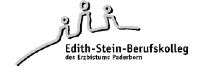 Edith-Stein-Berufskolleg
des Erzbistums Paderborn